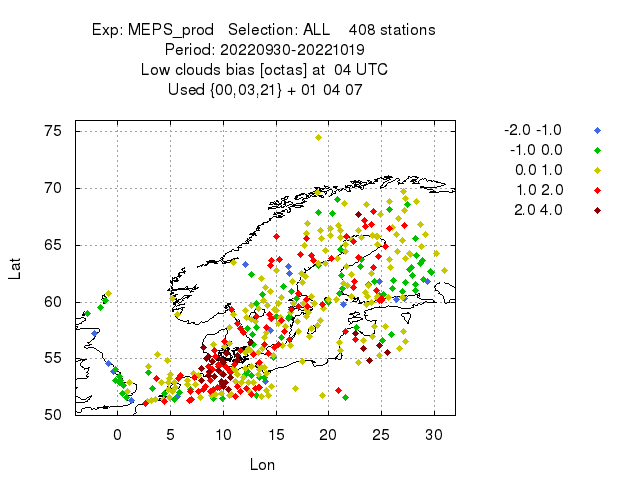 Exp: MEPS_prod   Selection: ALL    408 stations
Period: 20220930-20221019
Low clouds bias [octas] at  04 UTC
Used {00,03,21} + 01 04 07
-2.0 -1.0
-1.0 0.0
0.0 1.0
1.0 2.0
2.0 4.0
75
70
65
60
55
50
Lat
0 5 10 15 20 25 30
Lon